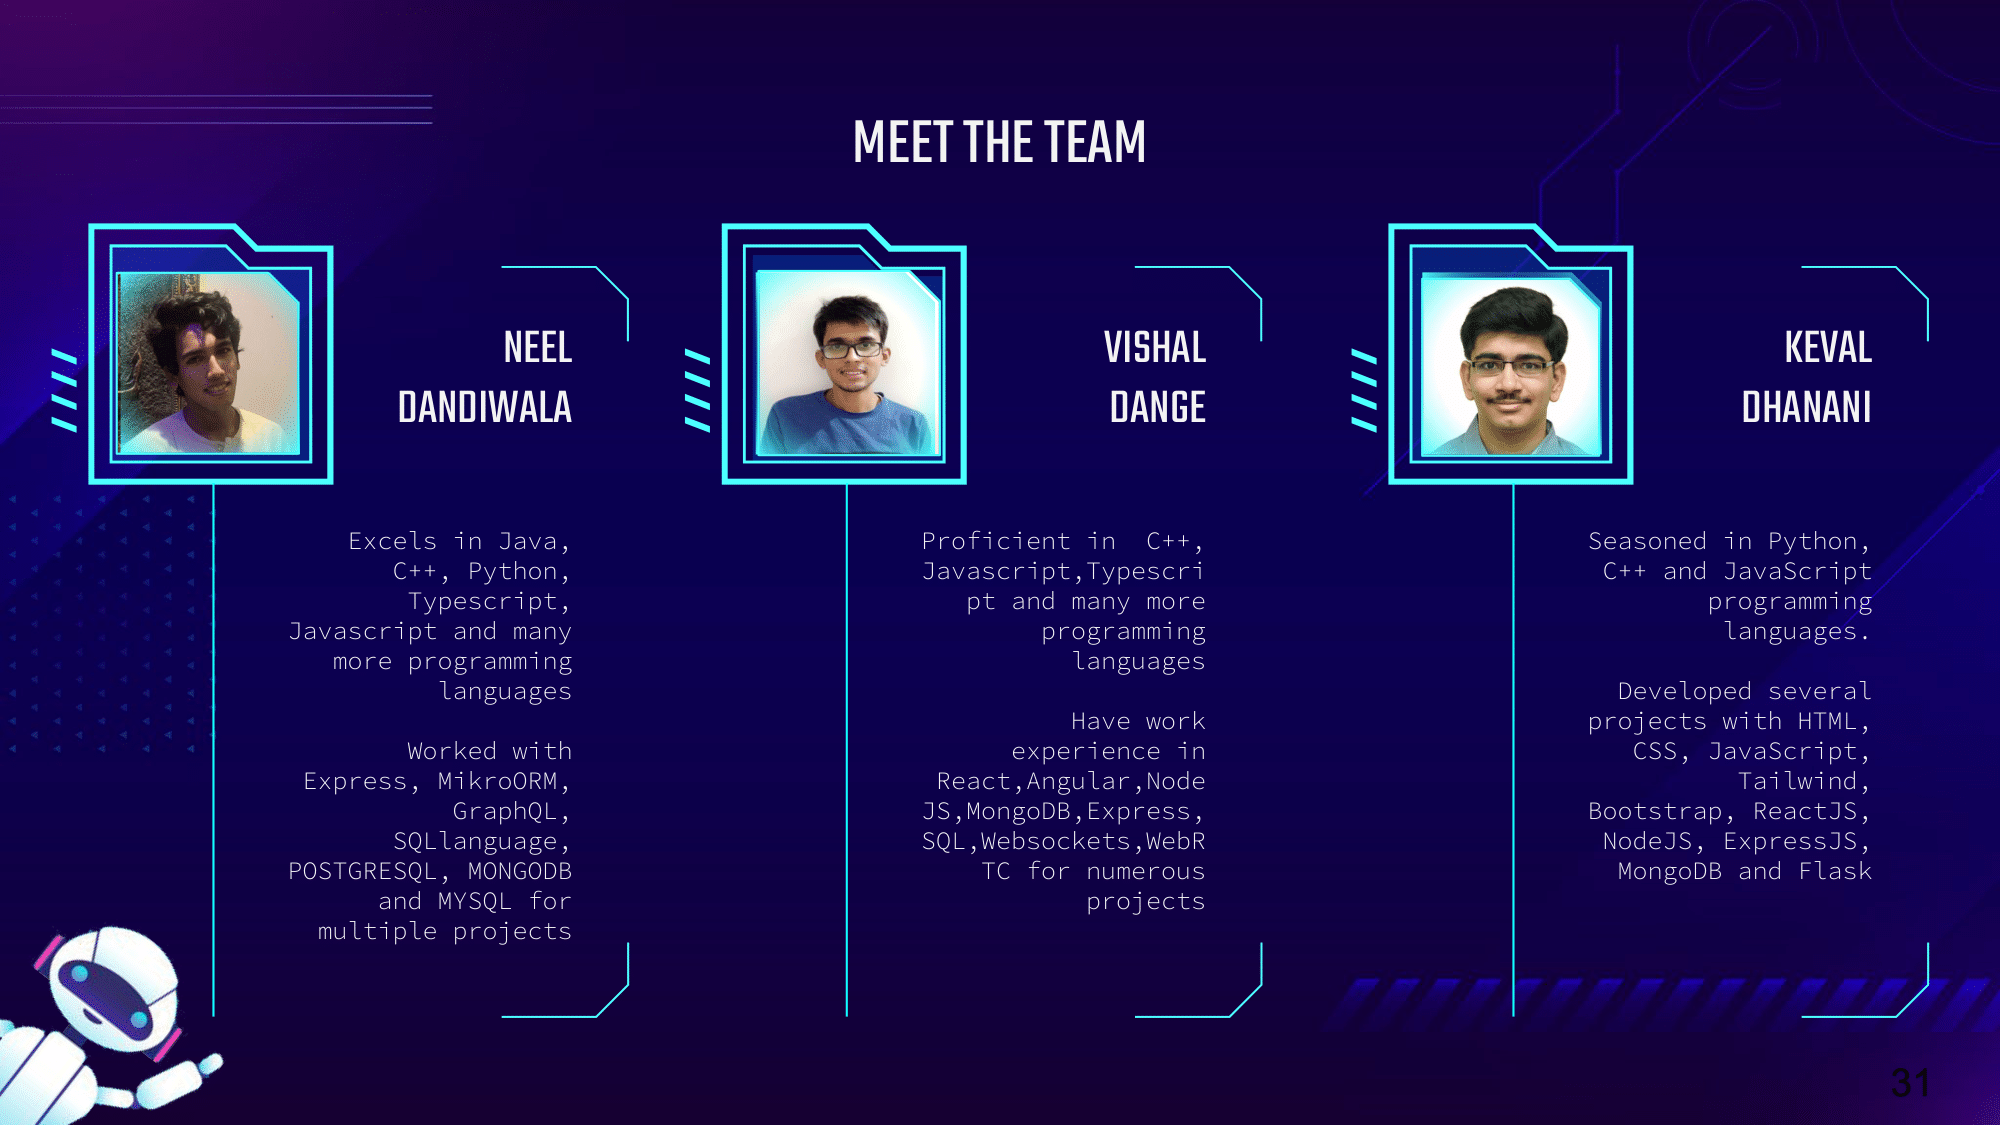 MEET THE TEAM
NEEL
DANDIWALA
Excels in Java,
C++, Python,
Typescript,
Javascript and many
more programming
languages
Worked with
Express, MikroORM,
GraphQL,
SQLlanguage,
POSTGRESQL, MONGODB
and MYSQL for
multiple projects
VISHAL
DANGE
Proficient in  C++,
Javascript,Typescri
pt and many more
programming
languages
Have work
experience in
React,Angular,Node
JS,MongoDB,Express,
SQL,Websockets,WebR
TC for numerous
projects
KEVAL
DHANANI
Seasoned in Python,
C++ and JavaScript
programming
languages.
Developed several
projects with HTML,
CSS, JavaScript,
Tailwind,
Bootstrap, ReactJS,
NodeJS, ExpressJS,
MongoDB and Flask
31